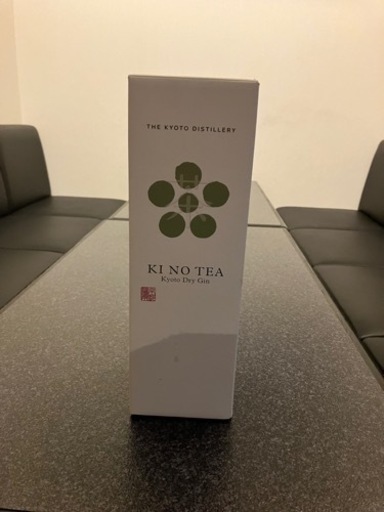 THE KYOTO DISTILLERY
KI NO TEA
Kyoto Dry Gin